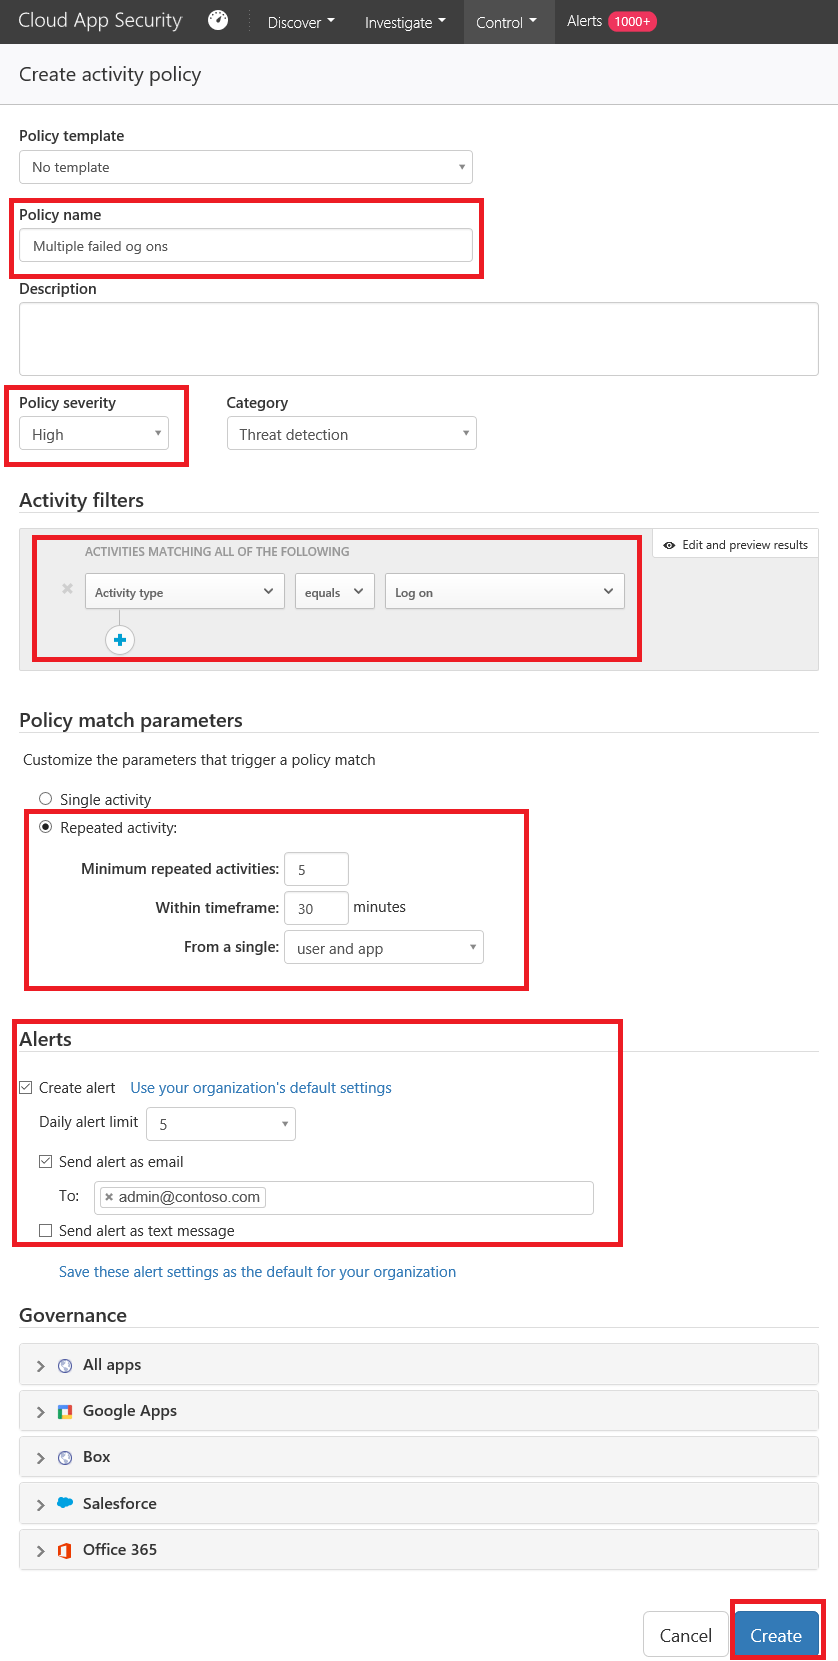 Cloud App Security Discover Investigate Control Alerts 1000+
Create activity policy
Policy template
No template
Policy name
Multiple failed og ons
Description
Policy severity Category
High Threat detection
Activity filters
ACTIVITIES MATCHING ALL OF THE FOLLOWING Edit and preview results
Activity type equals Log on
Policy match parameters
Customize the parameters that trigger a policy match
Single activity
Repeated activity:
Minimum repeated activities: 5
Within timeframe: 30 minutes
From a single: user and app
Alerts
Create alert Use your organization's default settings
Daily alert limit 5
Send alert as email
To: admin@contoso.com
Send alert as text message
Save these alert settings as the default for your organization
Governance
All apps
Google Apps
Box
Salesforce
Office 365
Cancel Create